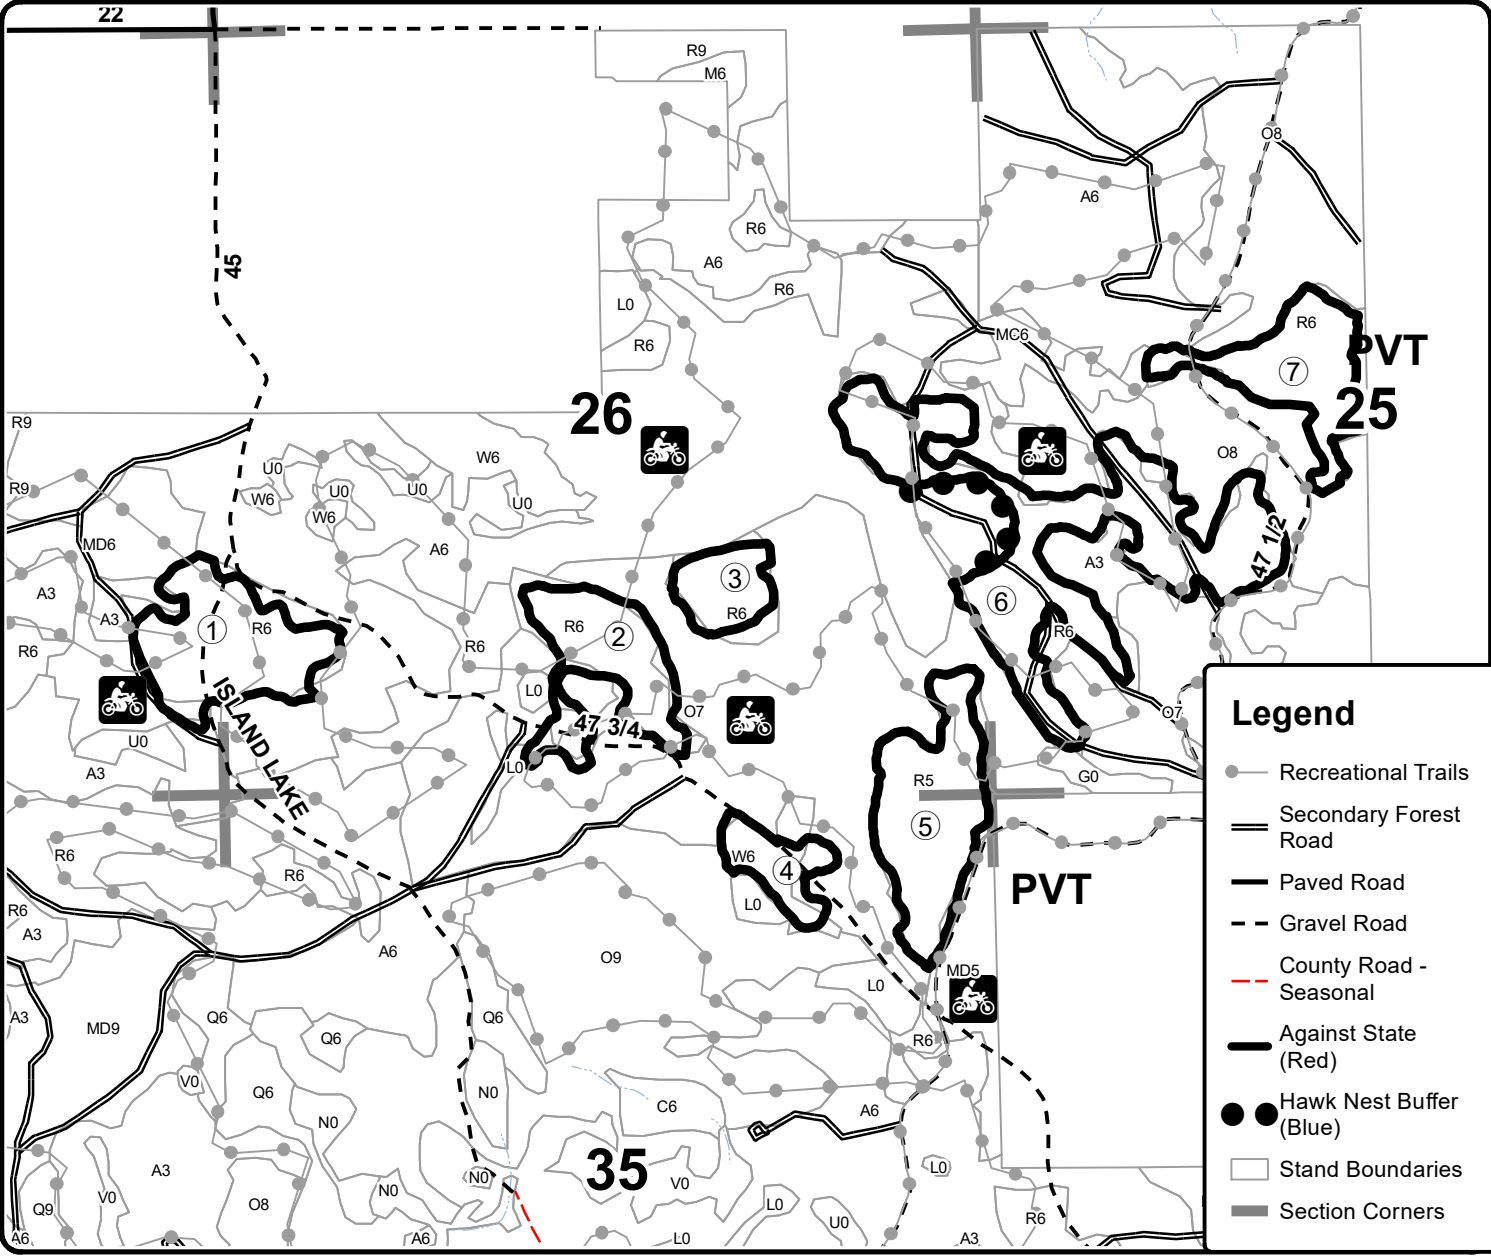 22
R9
M6
O8
A6
R6
45
A6
R6
L0
R6
MC6
R6
PVT
7
25
26
R9
U0
W6
W6
U0
U0
O8
R9
W6
U0
W6
MD6
A6
47 1/2
A3
3
A3
A3
1
R6
R6
2
R6
6
R6
R6
R6
L0
ISLAND LAKE
47 3/4
O7
O7
U0
L0
A3
R5
G0
5
R6
W6
4
R6
L0
PVT
R6
A3
A6
O9
MD5
L0
A3
MD9
Q6
Q6
Q6
R6
V0
Q6
N0
N0
C6
A6
35
A3
V0
Q9
O8
N0
N0
V0
L0
L0
U0
R6
A6
A6
L0
A3
Legend
Recreational Trails
Secondary Forest
Road
Paved Road
Gravel Road
County Road -
Seasonal
Against State
(Red)
Hawk Nest Buffer
(Blue)
Stand Boundaries
Section Corners